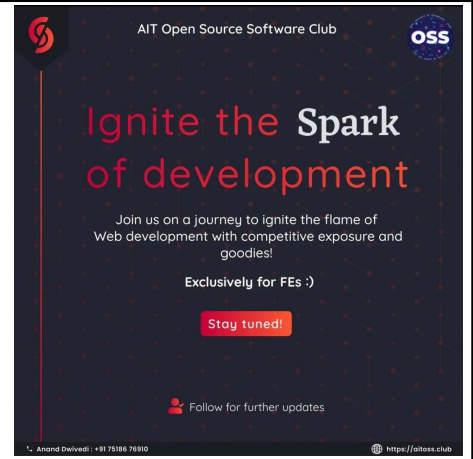 AIT Open Source Software Club
OSS
Ignite the Spark
of development
Join us on a journey to ignite the flame of
Web development with competitive exposure and
goodies!
Exclusively for FEs :)
Stay tuned!
Follow for further updates
Anand Dwivedi : +91 75186 76910
https://aitoss.club